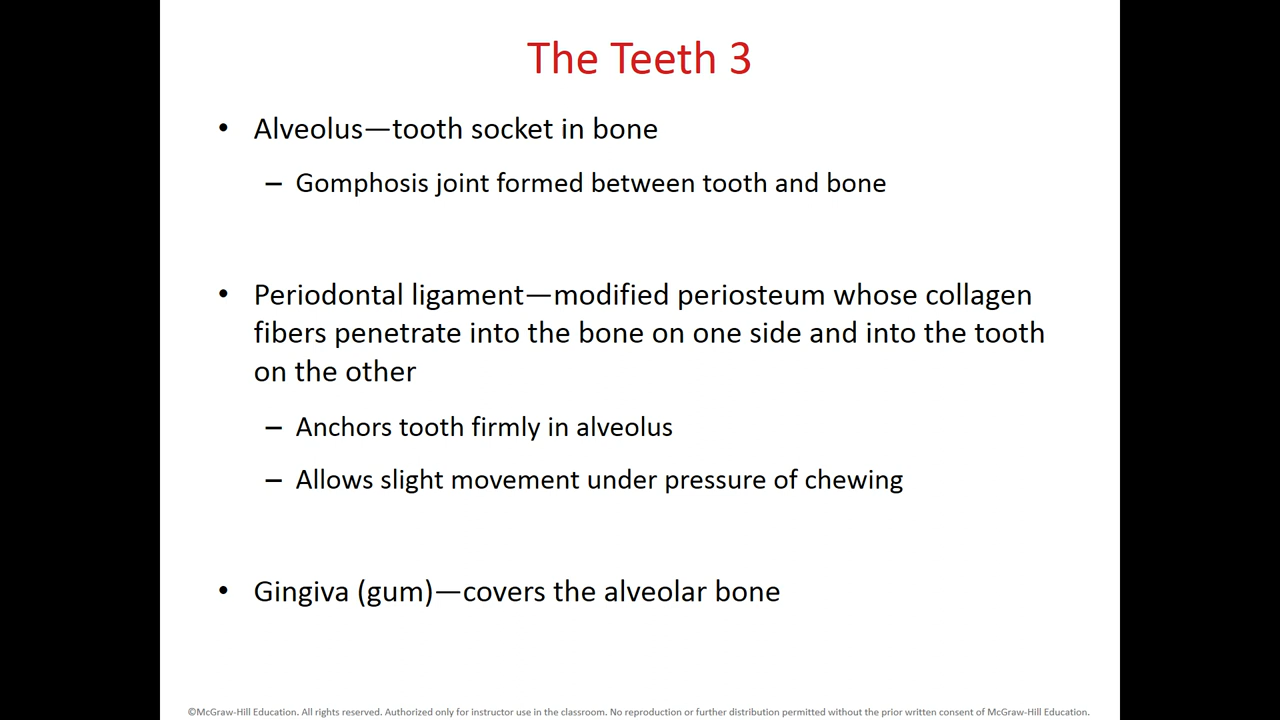 The Teeth 3
• Alveolus—tooth socket in bone
– Gomphosis joint formed between tooth and bone
• Periodontal ligament—modified periosteum whose collagen
fibers penetrate into the bone on one side and into the tooth
on the other
– Anchors tooth firmly in alveolus
– Allows slight movement under pressure of chewing
• Gingiva (gum)—covers the alveolar bone
©McGraw-Hill Education. All rights reserved. Authorized only for instructor use in the classroom. No reproduction or further distribution permitted without the prior written consent of McGraw-Hill Education.